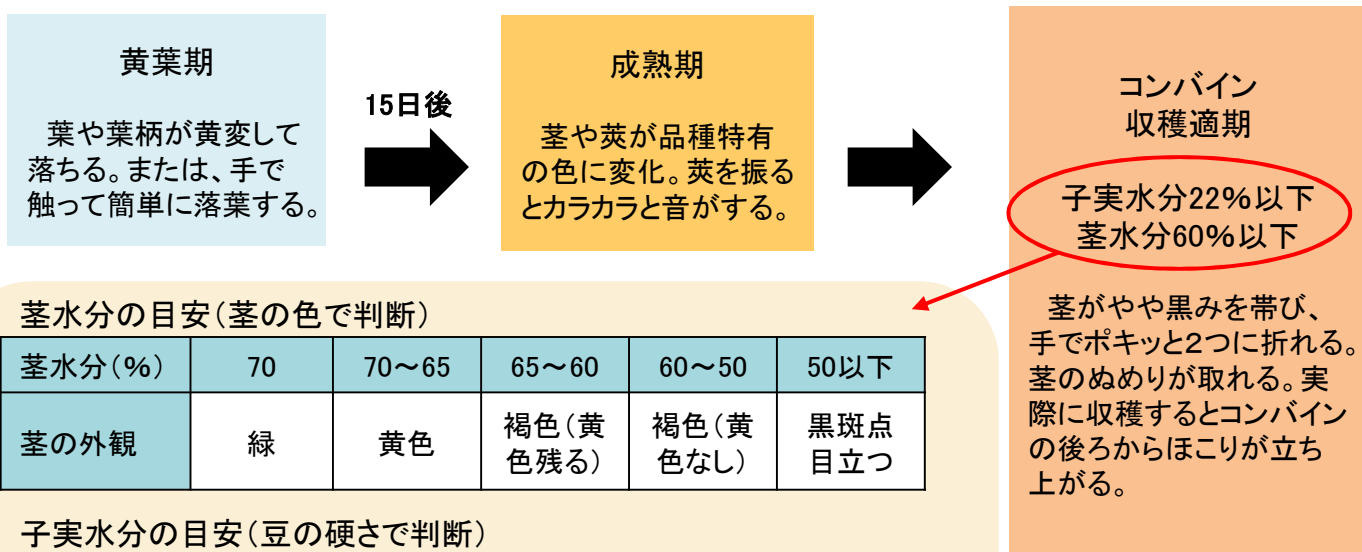 黄葉期
葉や葉柄が黄変して
落ちる。または、手で
触って簡単に落葉する。
15日後
成熟期
茎や莢が品種特有
の色に変化。莢を振る
とカラカラと音がする。
コンバイン
収穫適期
子実水分22%以下
茎水分60%以下
茎がやや黒みを帯び、
手でポキッと2つに折れる。
茎のぬめりが取れる。実
際に収穫するとコンバイン
の後ろからほこりが立ち
上がる。
茎水分の目安(茎の色で判断)
茎水分(%) 70 70～65 65～60 60～50 50以下
茎の外観 緑 黄色 褐色(黄色残る) 褐色(黄色なし) 黒斑点目立つ
子実水分の目安(豆の硬さで判断)